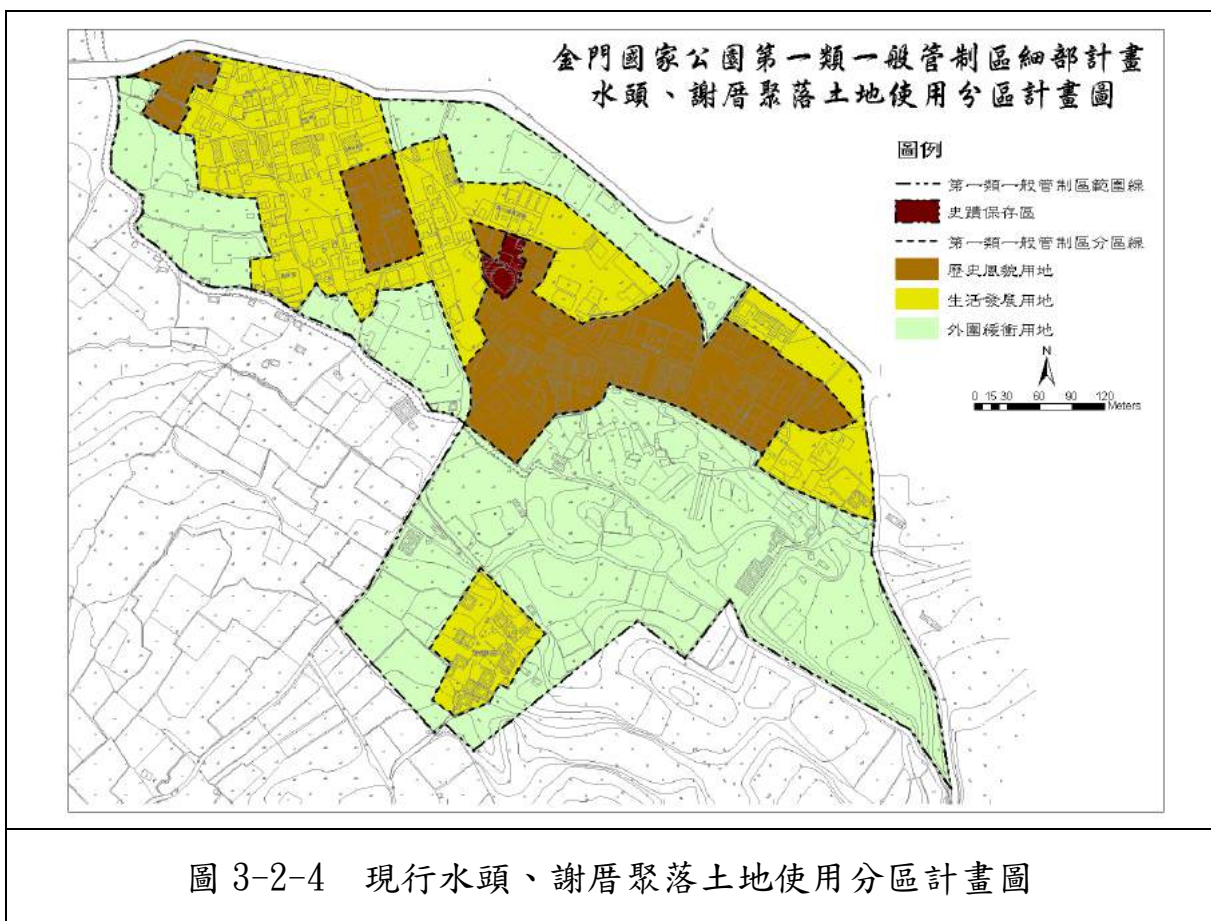 金門國家公園第一類一般管制區細部計畫
水頭、謝厝聚落土地使用分區計畫圖
圖例
第一類一般管制區範圍線
史蹟保存區
第一類一般管制區分區線
歷史風貌用地
生活發展用地
外圍緩衝用地
N
0 15 30 60 90 120
Meters
圖 3-2-4 現行水頭、謝厝聚落土地使用分區計畫圖